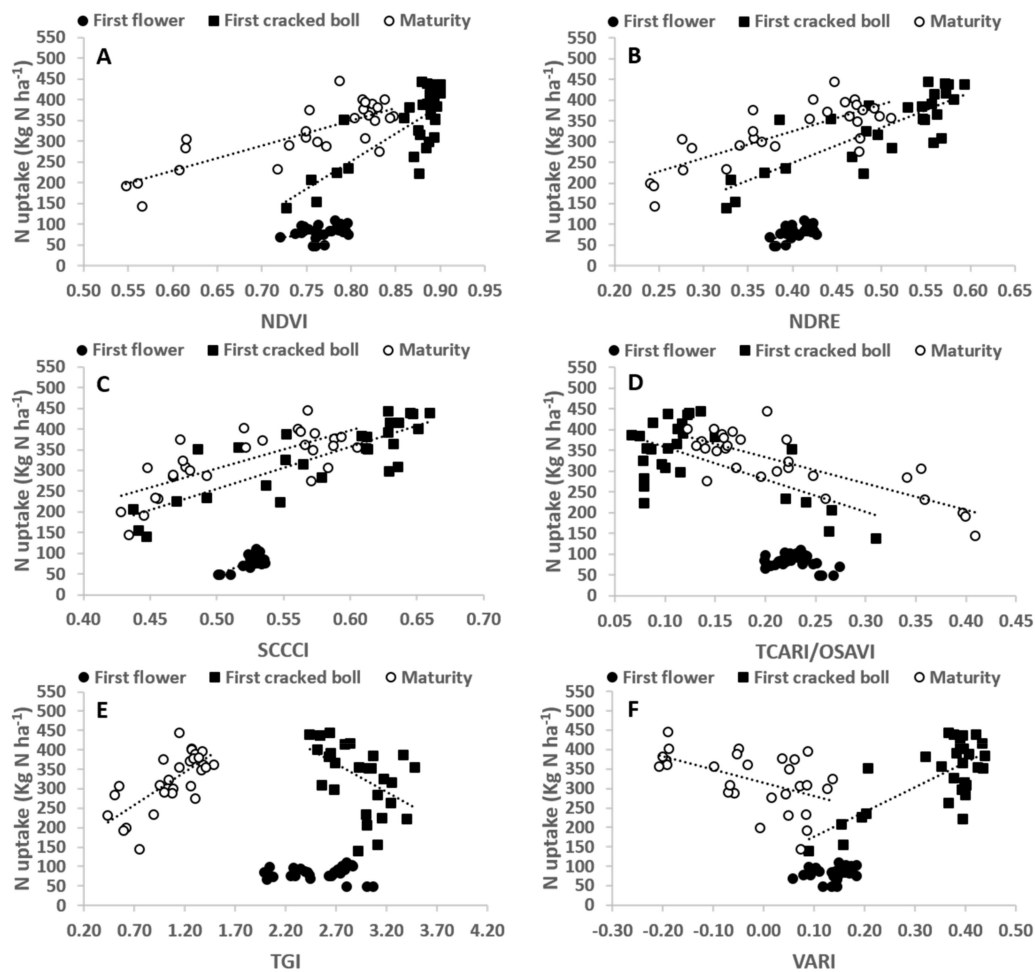 ● First flower ■ First cracked boll ○ Maturity
A
N uptake (Kg N ha-1)
550
500
450
400
350
300
250
200
150
100
50
0
0.50 0.55 0.60 0.65 0.70 0.75 0.80 0.85 0.90 0.95
NDVI
● First flower ■ First cracked boll ○ Maturity
B
N uptake (Kg N ha-1)
550
500
450
400
350
300
250
200
150
100
50
0
0.20 0.25 0.30 0.35 0.40 0.45 0.50 0.55 0.60 0.65
NDRE
● First flower ■ First cracked boll ○ Maturity
C
N uptake (Kg N ha-1)
550
500
450
400
350
300
250
200
150
100
50
0
0.40 0.45 0.50 0.55 0.60 0.65 0.70
SCCCI
● First flower ■ First cracked boll ○ Maturity
D
N uptake (Kg N ha-1)
550
500
450
400
350
300
250
200
150
100
50
0
0.05 0.10 0.15 0.20 0.25 0.30 0.35 0.40 0.45
TCARI/OSAVI
● First flower ■ First cracked boll ○ Maturity
E
N uptake (Kg N ha-1)
550
500
450
400
350
300
250
200
150
100
50
0
0.20 0.70 1.20 1.70 2.20 2.70 3.20 3.70 4.20
TGI
● First flower ■ First cracked boll ○ Maturity
F
N uptake (Kg N ha-1)
550
500
450
400
350
300
250
200
150
100
50
0
-0.30 -0.20 -0.10 0.00 0.10 0.20 0.30 0.40 0.50
VARI